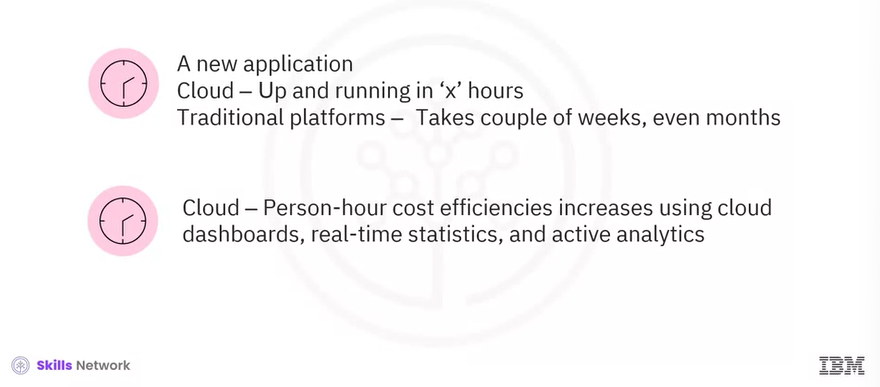 A new application
Cloud – Up and running in ‘x’ hours
Traditional platforms – Takes couple of weeks, even months
Cloud – Person-hour cost efficiencies increases using cloud
dashboards, real-time statistics, and active analytics
Skills Network
IBM